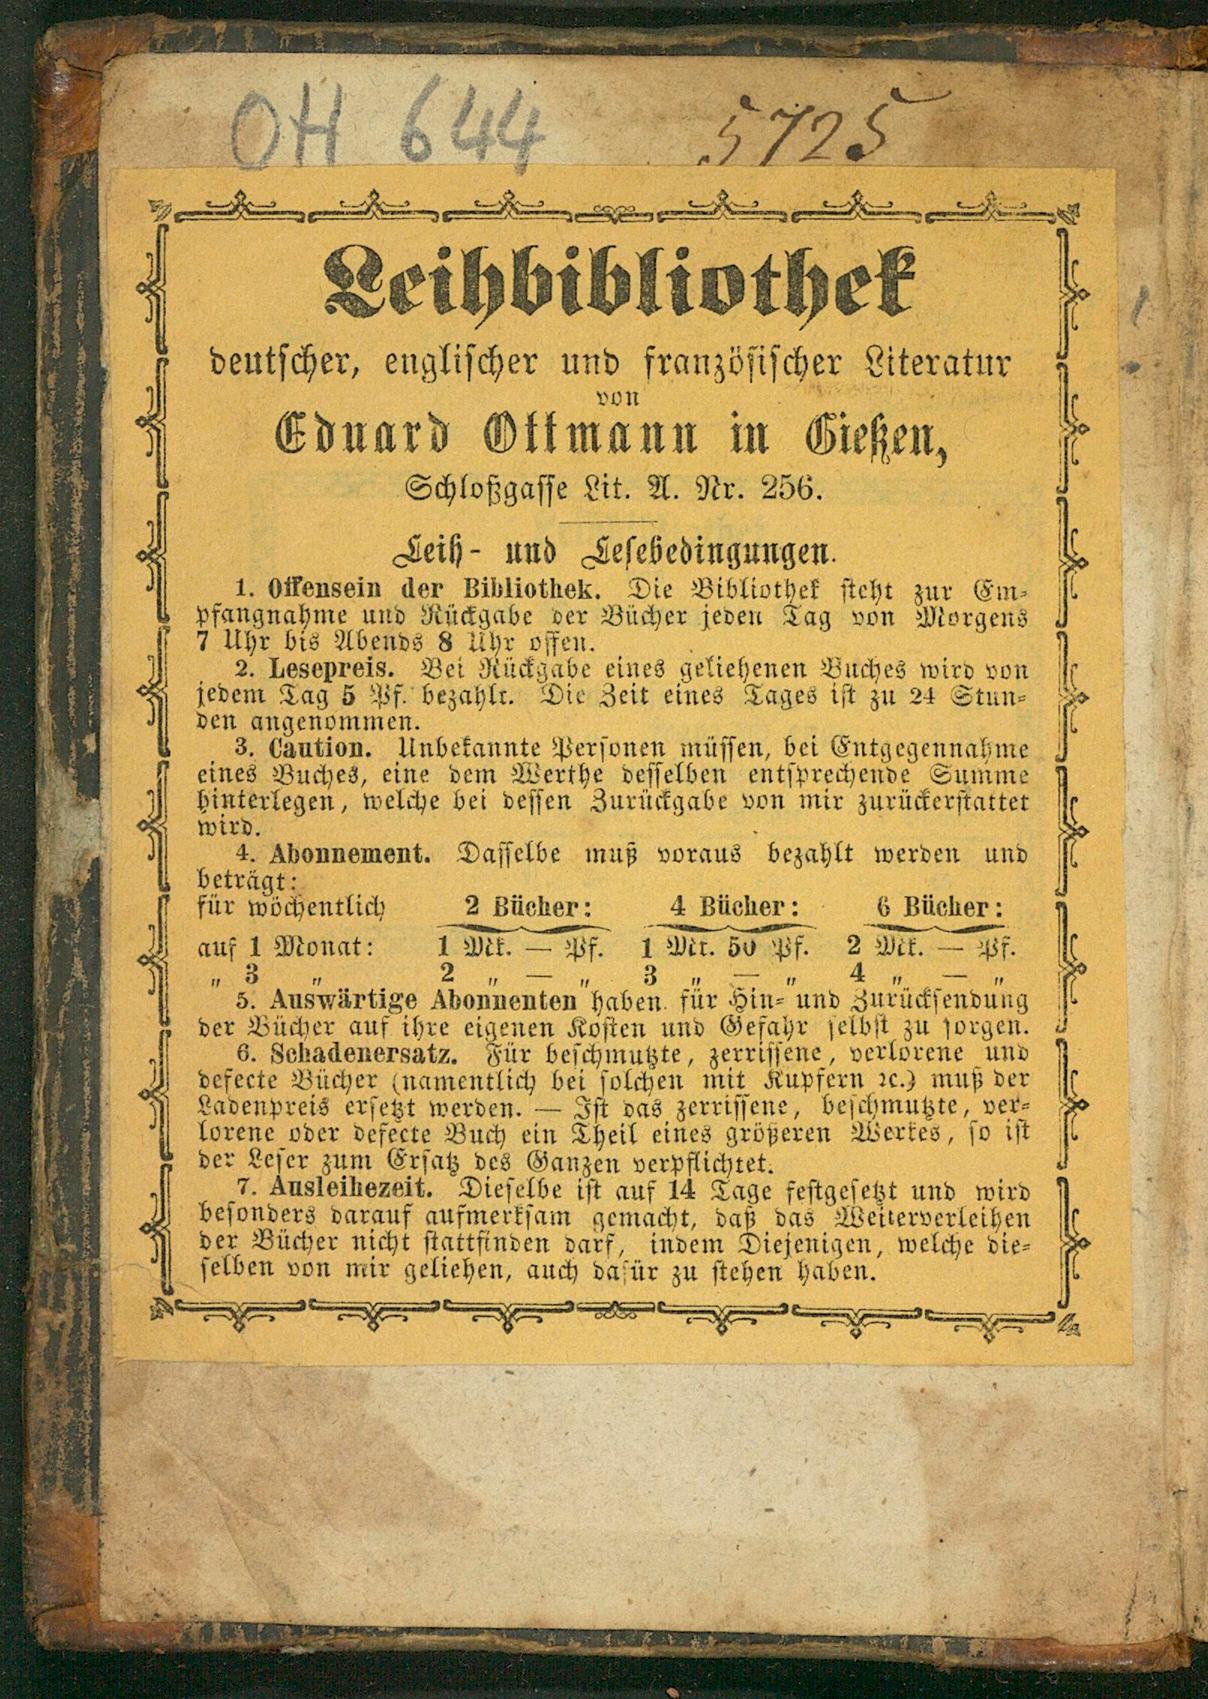 OH 644 5725
Leihbibliothek
deutscher, englischer und französischer Literatur
von
Eduard Ottmann in Gießen,
Schloßgasse Lit. A. Nr. 256.
Leih- und Lesebedingungen.
1. Offensein der Bibliothek. Die Bibliothek steht zur Em-
pfangnahme und Rückgabe der Bücher jeden Tag von Morgens
7 Uhr bis Abends 8 Uhr offen.
2. Lesepreis. Bei Rückgabe eines geliehenen Buches wird von
jedem Tag 5 Pf. bezahlt. Die Zeit eines Tages ist zu 24 Stun-
den angenommen.
3. Caution. Unbekannte Personen müssen, bei Entgegennahme
eines Buches, eine dem Werthe desselben entsprechende Summe
hinterlegen, welche bei dessen Zurückgabe von mir zurückerstattet
wird.
4. Abonnement. Dasselbe muß voraus bezahlt werden und
beträgt:
für wöchentlich 2 Bücher: 4 Bücher: 6 Bücher:
auf 1 Monat: 1 Mk. — Pf. 1 Mk. 50 Pf. 2 Mk. — Pf.
„ 3 „ 2 „ — „ 3 „ — „ 4 „ — „
5. Auswärtige Abonnenten haben für Hin- und Zurücksendung
der Bücher auf ihre eigenen Kosten und Gefahr selbst zu sorgen.
6. Schadenersatz. Für beschmutzte, zerrissene, verlorene und
defecte Bücher (namentlich bei solchen mit Kupfern ꝛc.) muß der
Ladenpreis ersetzt werden. — Ist das zerrissene, beschmutzte, ver-
lorene oder defecte Buch ein Theil eines größeren Werkes, so ist
der Leser zum Ersatz des Ganzen verpflichtet.
7. Ausleihezeit. Dieselbe ist auf 14 Tage festgesetzt und wird
besonders darauf aufmerksam gemacht, daß das Weiterverleihen
der Bücher nicht stattfinden darf, indem Diejenigen, welche die-
selben von mir geliehen, auch dafür zu stehen haben.